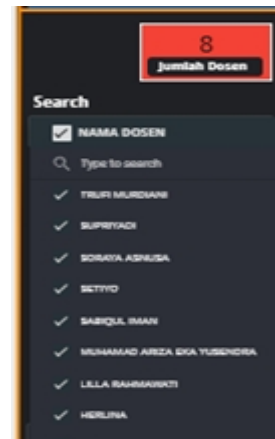 8
Jumlah Dosen
Search
NAMA DOSEN
Type to search
TRUFI MURDIANI
SUPRIYADI
SORAYA ASNUSA
SETIYO
SABIQUL IMAN
MUHAMAD ARIZA EKA YUSENDRA
LILLA RAHMAWATI
HERLINA